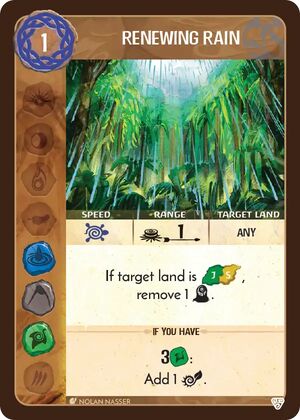 1
RENEWING RAIN
SPEED
RANGE
TARGET LAND
1
ANY
If target land is J S,
remove 1 .
IF YOU HAVE
3 :
Add 1 .
NOLAN NASSER